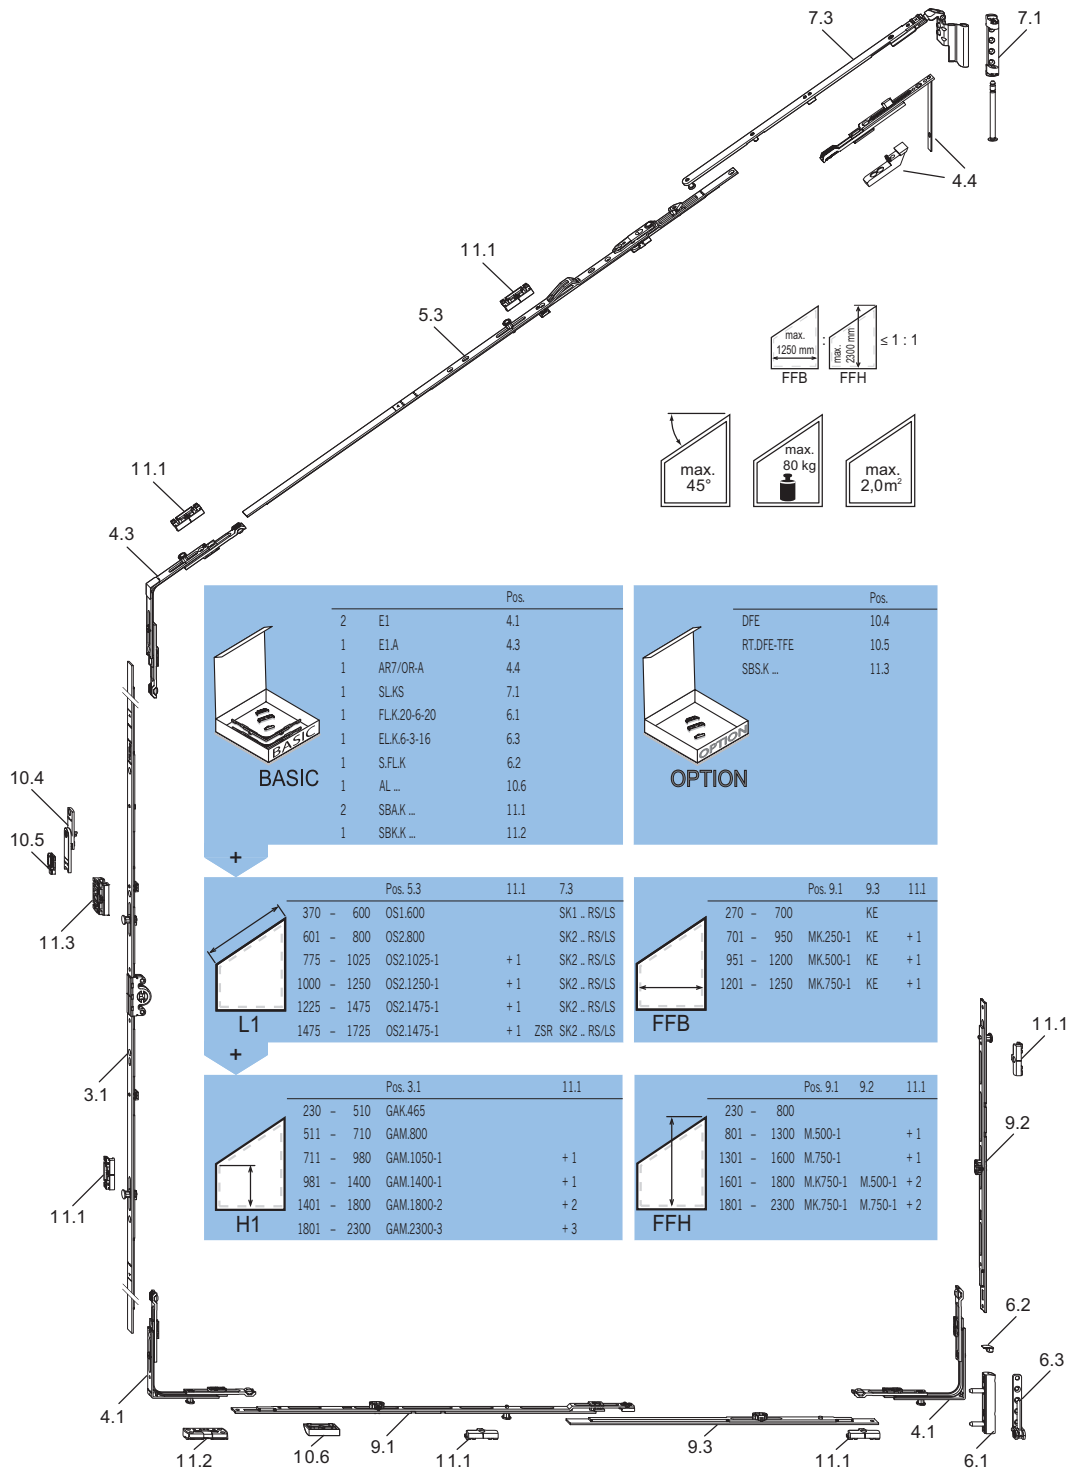 7.3
7.1
4.4
11.1
5.3
max.
1250 mm
:
max.
2300 mm
≤ 1 : 1
FFB
FFH
11.1
4.3
max.
45°
max.
80 kg
max.
2,0m²
Pos.
2 E1 4.1
1 E1.A 4.3
1 AR7/OR-A 4.4
1 SL.KS 7.1
1 FL.K.20-6-20 6.1
1 EL.K.6-3-16 6.3
1 S.FL.K 6.2
1 AL ... 10.6
2 SBA.K ... 11.1
1 SBK.K ... 11.2
BASIC
BASIC
+
Pos.
DFE 10.4
RT.DFE-TFE 10.5
SBS.K ... 11.3
OPTION
OPTION
10.4
10.5
11.3
Pos. 5.3 11.1 7.3
370 – 600 OS1.600 SK1 .. RS/LS
601 – 800 OS2.800 SK2 .. RS/LS
775 – 1025 OS2.1025-1 + 1 SK2 .. RS/LS
1000 – 1250 OS2.1250-1 + 1 SK2 .. RS/LS
1225 – 1475 OS2.1475-1 + 1 SK2 .. RS/LS
1475 – 1725 OS2.1475-1 + 1 ZSR SK2 .. RS/LS
L1
+
Pos. 9.1 9.3 11.1
270 – 700 KE
701 – 950 MK.250-1 KE + 1
951 – 1200 MK.500-1 KE + 1
1201 – 1250 MK.750-1 KE + 1
FFB
3.1
11.1
Pos. 3.1 11.1
230 – 510 GAK.465
511 – 710 GAM.800
711 – 980 GAM.1050-1 + 1
981 – 1400 GAM.1400-1 + 1
1401 – 1800 GAM.1800-2 + 2
1801 – 2300 GAM.2300-3 + 3
H1
Pos. 9.1 9.2 11.1
230 – 800
801 – 1300 M.500-1 + 1
1301 – 1600 M.750-1 + 1
1601 – 1800 M.K750-1 M.500-1 + 2
1801 – 2300 MK.750-1 M.750-1 + 2
FFH
11.1
9.2
6.2
6.3
4.1
11.2
10.6
9.1
11.1
9.3
11.1
4.1
6.1